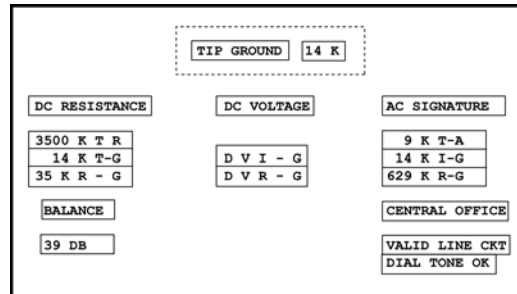 TIP GROUND 14 K
DC RESISTANCE DC VOLTAGE AC SIGNATURE
3500 K T R 9 K T-A
14 K T-G D V I - G 14 K I-G
35 K R - G D V R - G 629 K R-G
BALANCE CENTRAL OFFICE
39 DB VALID LINE CKT
DIAL TONE OK